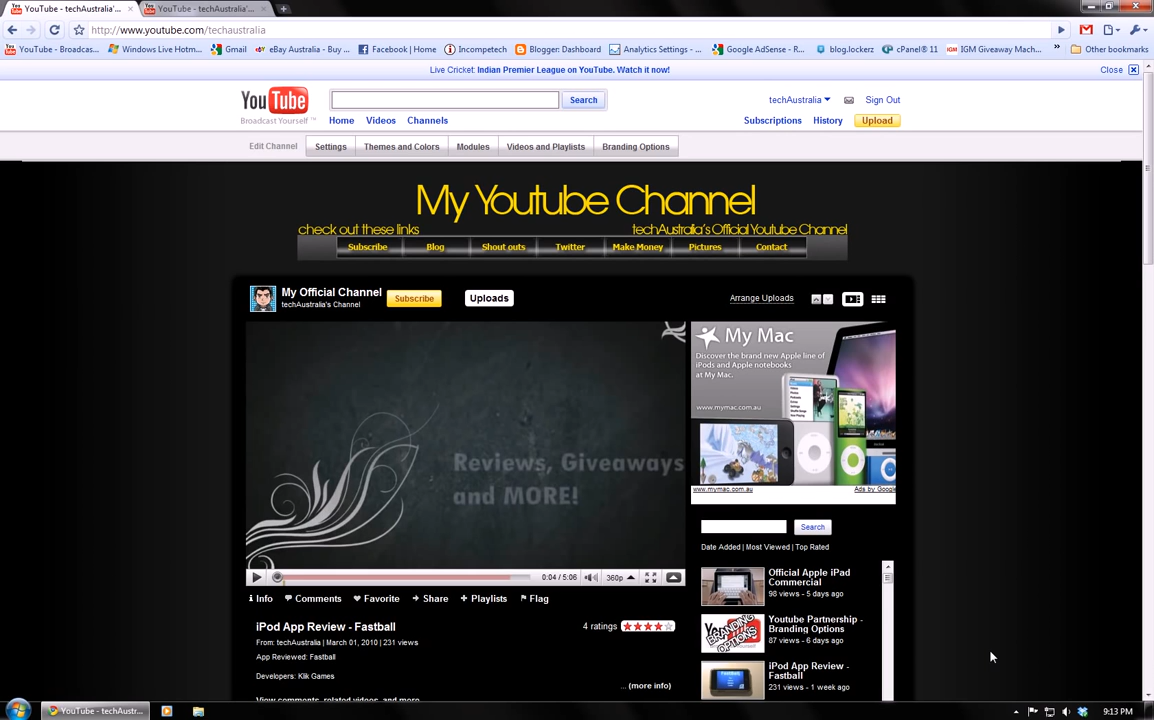 YouTube - techAustralia'...
YouTube - techAustralia'...
http://www.youtube.com/techaustralia
YouTube - Broadcas...
Windows Live Hotm...
Gmail
eBay Australia - Buy ...
Facebook | Home
Incompetech
Blogger: Dashboard
Analytics Settings - ...
Google AdSense - R...
blog.lockerz
cPanel® 11
IGM Giveaway Mach...
Other bookmarks
Live Cricket: Indian Premier League on YouTube. Watch it now!
Close
YouTube
Broadcast Yourself ™
Search
techAustralia
Sign Out
Home
Videos
Channels
Subscriptions
History
Upload
Edit Channel
Settings
Themes and Colors
Modules
Videos and Playlists
Branding Options
My Youtube Channel
check out these links
techAustralia's Official Youtube Channel
Subscribe
Blog
Shout outs
Twitter
Make Money
Pictures
Contact
My Official Channel
techAustralia's Channel
Subscribe
Uploads
Arrange Uploads
Reviews, Giveaways
and MORE!
My Mac
Discover the brand new Apple line of
iPods and Apple notebooks
at My Mac.
www.mymac.com.au
www.mymac.com.au
Ads by Google
Search
Date Added | Most Viewed | Top Rated
0:04 / 5:06
360p
Info
Comments
Favorite
Share
Playlists
Flag
iPod App Review - Fastball
From: techAustralia | March 01, 2010 | 231 views
4 ratings
App Reviewed: Fastball
Developers: Klik Games
... (more info)
View comments, related videos, and more
Official Apple iPad
Commercial
98 views - 5 days ago
BRANDING
OPTIONS
Youtube Partnership -
Branding Options
87 views - 6 days ago
iPod App Review -
Fastball
231 views - 1 week ago
YouTube - techAustr...
9:13 PM